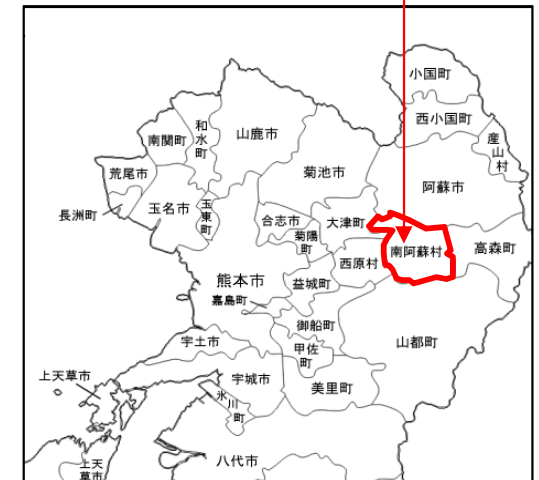 小国町
西小国町
産山村
和水町
南関町
山鹿市
荒尾市
菊池市
阿蘇市
長洲町
玉名市
玉東町
合志市
大津町
菊陽
町
西原村
南阿蘇村
高森町
熊本市
益城町
嘉島町
御船町
宇土市
甲佐
町
山都町
上天草市
宇城市
美里町
氷川町
八代市
上天
草市